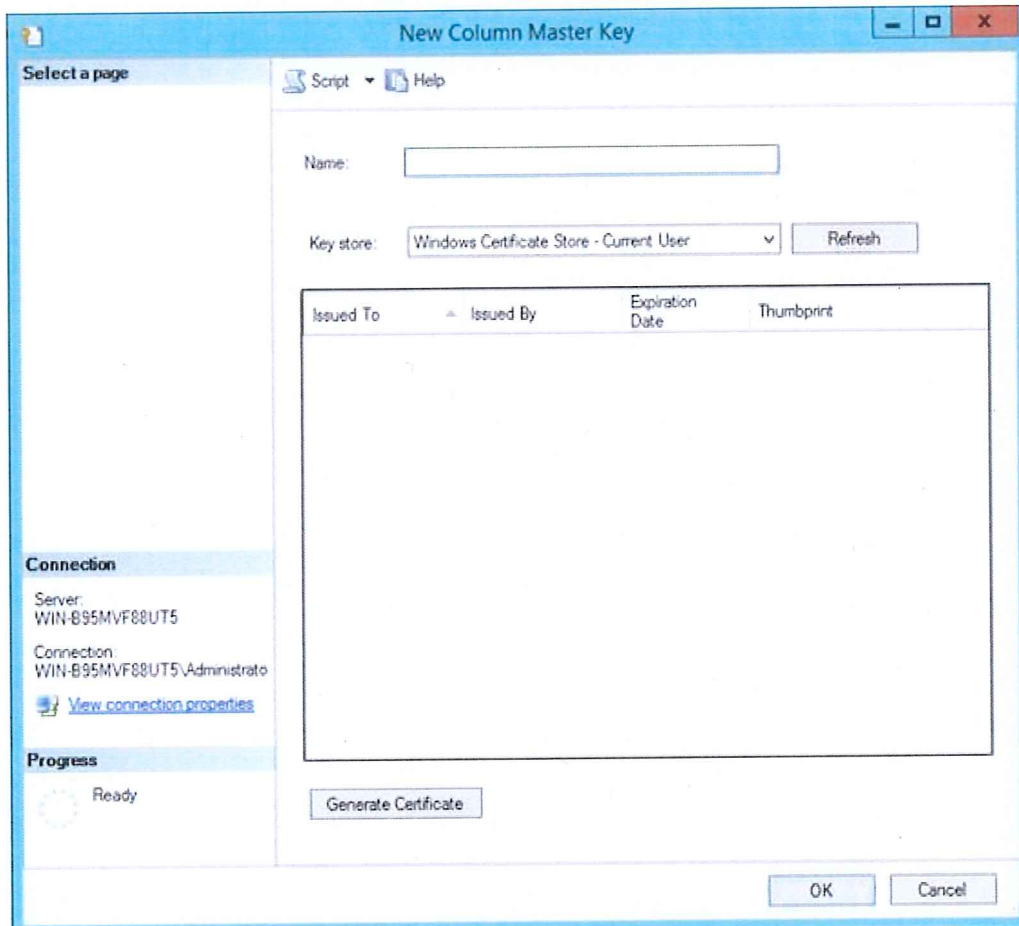 New Column Master Key
Select a page
Script
Help
Name:
Key store:
Windows Certificate Store - Current User
Refresh
Issued To
Issued By
Expiration
Date
Thumbprint
Connection
Server:
WIN-B95MVF88UT5
Connection:
WIN-B95MVF88UT5\Administrato
View connection properties
Progress
Ready
Generate Certificate
OK
Cancel